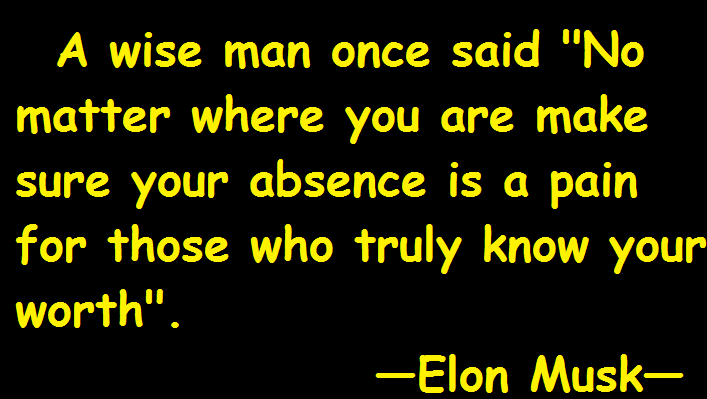 A wise man once said "No
matter where you are make
sure your absence is a pain
for those who truly know your
worth".
—Elon Musk—